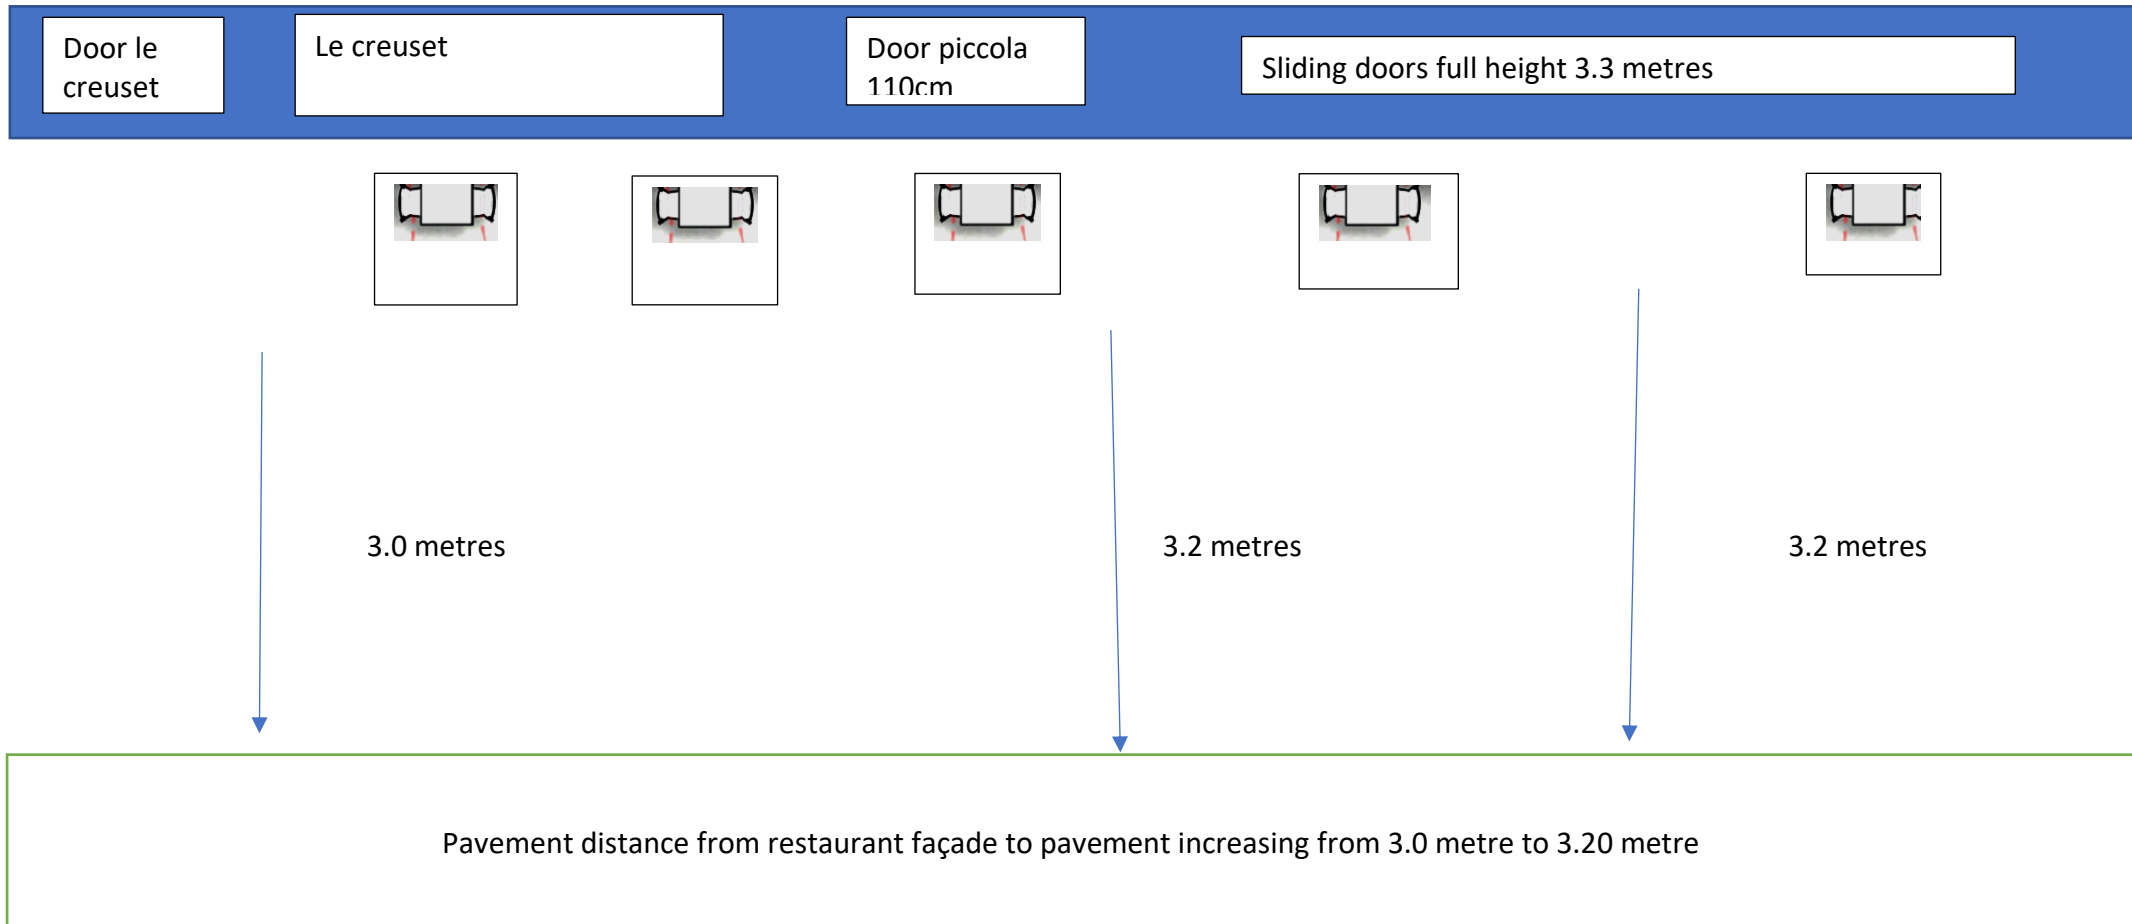 Door le
creuset
Le creuset
Door piccola
110cm
Sliding doors full height 3.3 metres
3.0 metres
3.2 metres
3.2 metres
Pavement distance from restaurant façade to pavement increasing from 3.0 metre to 3.20 metre